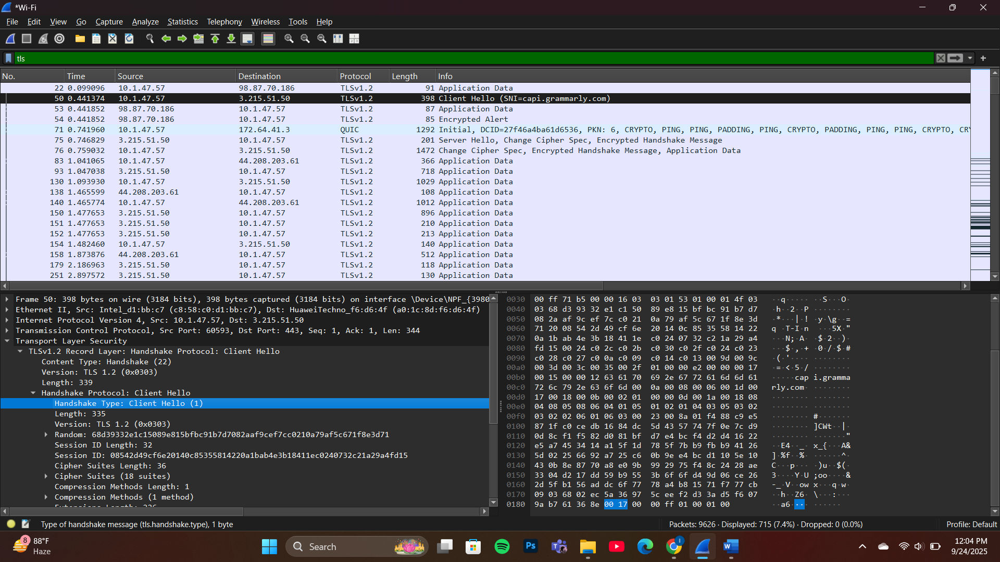 *Wi-Fi
File Edit View Go Capture Analyze Statistics Telephony Wireless Tools Help
tls
No. Time Source Destination Protocol Length Info
22 0.099096 10.1.47.57 98.87.70.186 TLSv1.2 91 Application Data
50 0.441374 10.1.47.57 3.215.51.50 TLSv1.2 398 Client Hello (SNI=capi.grammarly.com)
53 0.441852 98.87.70.186 10.1.47.57 TLSv1.2 87 Application Data
54 0.441852 98.87.70.186 10.1.47.57 TLSv1.2 85 Encrypted Alert
71 0.741960 10.1.47.57 172.64.41.3 QUIC 1292 Initial, DCID=27f46a4ba61d6536, PKN: 6, CRYPTO, PING, PING, PADDING, PING, CRYPTO, PADDING, PING, PING, CRYPTO, CRY
75 0.746829 3.215.51.50 10.1.47.57 TLSv1.2 201 Server Hello, Change Cipher Spec, Encrypted Handshake Message
76 0.759032 10.1.47.57 3.215.51.50 TLSv1.2 1472 Change Cipher Spec, Encrypted Handshake Message, Application Data
83 1.041065 10.1.47.57 44.208.203.61 TLSv1.2 366 Application Data
93 1.047038 3.215.51.50 10.1.47.57 TLSv1.2 718 Application Data
130 1.093930 10.1.47.57 3.215.51.50 TLSv1.2 1029 Application Data
138 1.465599 44.208.203.61 10.1.47.57 TLSv1.2 108 Application Data
140 1.465774 10.1.47.57 44.208.203.61 TLSv1.2 1012 Application Data
150 1.477653 3.215.51.50 10.1.47.57 TLSv1.2 896 Application Data
151 1.477653 3.215.51.50 10.1.47.57 TLSv1.2 210 Application Data
152 1.477653 3.215.51.50 10.1.47.57 TLSv1.2 213 Application Data
154 1.482460 10.1.47.57 3.215.51.50 TLSv1.2 140 Application Data
158 1.873876 44.208.203.61 10.1.47.57 TLSv1.2 512 Application Data
179 2.186963 3.215.51.50 10.1.47.57 TLSv1.2 118 Application Data
251 2.897572 3.215.51.50 10.1.47.57 TLSv1.2 130 Application Data
Frame 50: 398 bytes on wire (3184 bits), 398 bytes captured (3184 bits) on interface \Device\NPF_{3980
Ethernet II, Src: Intel_d1:bb:c7 (c8:58:c0:d1:bb:c7), Dst: HuaweiTechno_f6:d6:4f (a0:1c:8d:f6:d6:4f)
Internet Protocol Version 4, Src: 10.1.47.57, Dst: 3.215.51.50
Transmission Control Protocol, Src Port: 60593, Dst Port: 443, Seq: 1, Ack: 1, Len: 344
Transport Layer Security
TLSv1.2 Record Layer: Handshake Protocol: Client Hello
Content Type: Handshake (22)
Version: TLS 1.2 (0x0303)
Length: 339
Handshake Protocol: Client Hello
Handshake Type: Client Hello (1)
Length: 335
Version: TLS 1.2 (0x0303)
Random: 68d39332e1c15089e815bfbc91b7d7082aaf9cef7cc0210a79af5c671f8e3d71
Session ID Length: 32
Session ID: 08542d49cf6e20140c85355814220a1bab4e3b18411ec0240732c21a29a4fd15
Cipher Suites Length: 36
Cipher Suites (18 suites)
Compression Methods Length: 1
Compression Methods (1 method)
0030 00 ff 71 b5 00 00 16 03 03 01 53 01 00 01 4f 03 ··q····· ··S···O·
0040 03 68 d3 93 32 e1 c1 50 89 e8 15 bf bc 91 b7 d7 ·h··2··P ········
0050 08 2a af 9c ef 7c c0 21 0a 79 af 5c 67 1f 8e 3d ·*···|·! ·y·\g··=
0060 71 20 08 54 2d 49 cf 6e 20 14 0c 85 35 58 14 22 q ·T-I·n ···5X·"
0070 0a 1b ab 4e 3b 18 41 1e c0 24 07 32 c2 1a 29 a4 ···N;·A· ·$·2··)·
0080 fd 15 00 24 c0 2c c0 2b c0 30 c0 2f c0 24 c0 23 ···$·,·+ ·0·/·$·#
0090 c0 28 c0 27 c0 0a c0 09 c0 14 c0 13 00 9d 00 9c ·(·'···· ········
00a0 00 3d 00 3c 00 35 00 2f 01 00 00 e2 00 00 00 17 ·=·<·5·/ ········
00b0 00 15 00 00 12 63 61 70 69 2e 67 72 61 6d 6d 61 ·····cap i.gramma
00c0 72 6c 79 2e 63 6f 6d 00 0a 00 08 00 06 00 1d 00 rly.com· ········
00d0 17 00 18 00 0b 00 02 01 00 00 0d 00 1a 00 18 08 ········ ········
00e0 04 08 05 08 06 04 01 05 01 02 01 04 03 05 03 02 ········ ········
00f0 03 02 02 06 01 06 03 00 23 00 8a 01 f4 88 c9 e5 ········ #·······
0100 87 1f c0 ce db 16 84 dc 5d 43 57 74 7f 0e 7c d9 ········ ]CWt··|·
0110 0d 8c f1 f5 82 d0 81 bf d7 e4 bc f4 d2 d4 16 22 ········ ·······"
0120 e5 a7 45 34 14 a1 5f 1d 78 5f 7b b9 fb b9 41 26 ··E4··_· x_{···A&
0130 5d 02 25 66 92 a7 25 c6 0b 9e e4 bc d1 10 5e 10 ]·%f··%· ······^·
0140 43 0b 8e 87 70 a8 e0 9b 99 29 75 f4 8c 24 28 ae C···p··· ·)u··$(·
0150 33 04 d2 17 dd 59 b9 55 3b 6f 6f d4 9d 06 ce 26 3····Y·U ;oo····&
0160 2d 5f b1 56 ad dc 6f 77 78 a4 b8 15 71 f7 77 cb -_·V··ow x···q·w·
0170 09 03 68 02 ec 5a 36 97 5c ee f2 d3 3a d5 f6 07 ··h··Z6· \···:···
0180 9a b7 61 36 8e 00 17 00 00 ff 01 00 01 00 ··a6···· ······
Type of handshake message (tls.handshake.type), 1 byte
Packets: 9626 · Displayed: 715 (7.4%) · Dropped: 0 (0.0%)
Profile: Default
8
88°F
Haze
Search
Ps
12:04 PM
9/24/2025